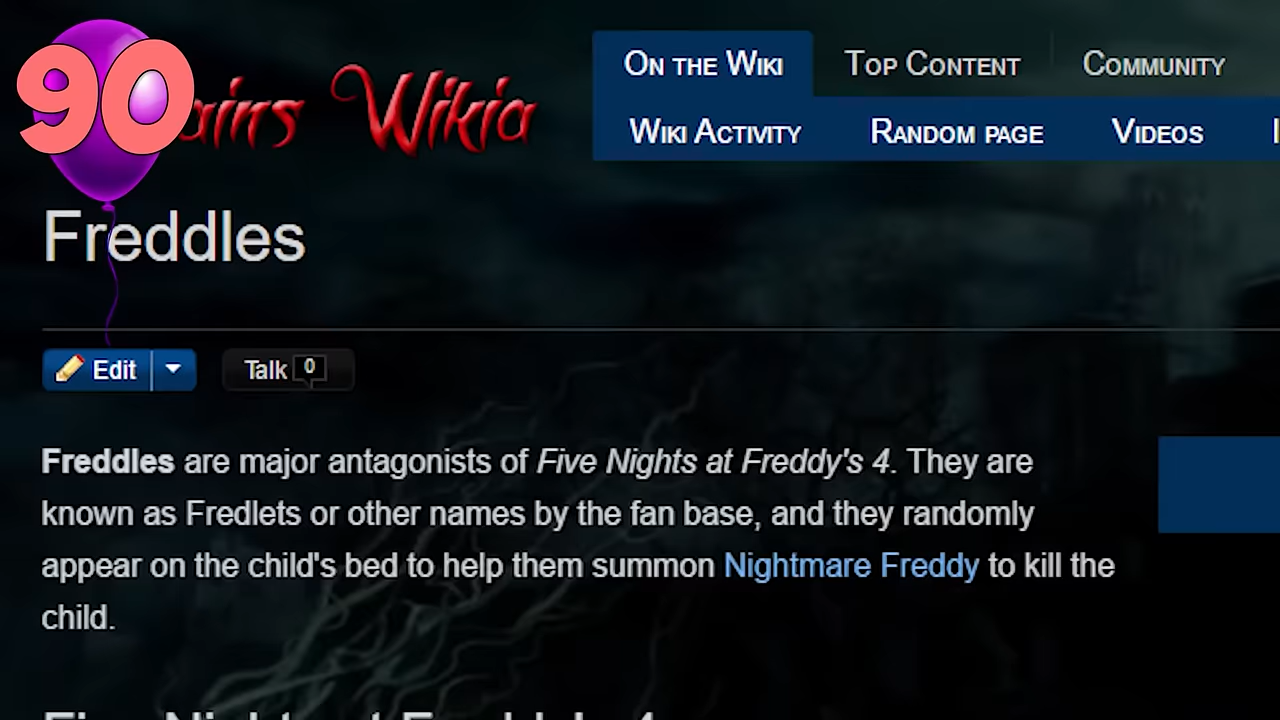 90
Wikia
On the Wiki
Top Content
Community
Wiki Activity
Random page
Videos
Freddles
Edit
Talk 0
Freddles are major antagonists of Five Nights at Freddy's 4. They are
known as Fredlets or other names by the fan base, and they randomly
appear on the child's bed to help them summon Nightmare Freddy to kill the
child.